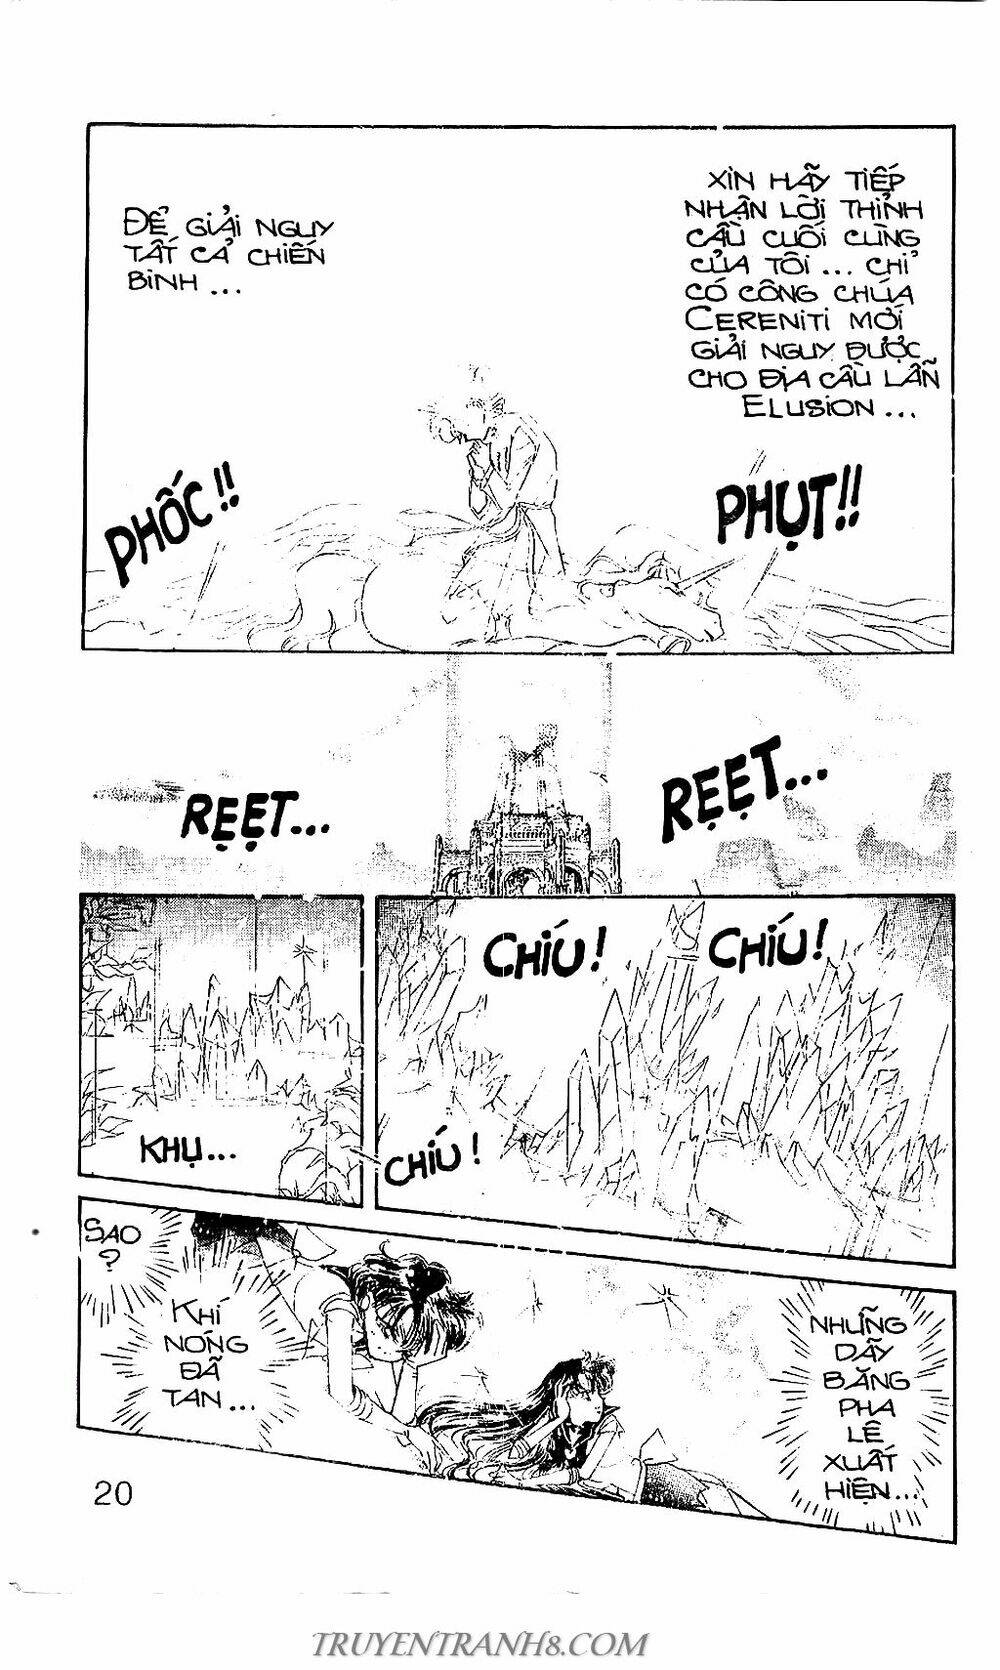 XIN HÃY TIẾP
NHẬN LỜI THỈNH
CẦU CUỐI CÙNG
CỦA TÔI ... CHỈ
CÓ CÔNG CHÚA
CERENITI MỚI
GIẢI NGUY ĐƯỢC
CHO ĐỊA CẦU LẪN
ELUSION ...
ĐỂ GIẢI NGUY
TẤT CẢ CHIẾN
BINH ...
PHỤT!!
PHỐC!!
RẸẸT...
RẸẸT...
KHỤ...
CHÍU!
CHÍU!
CHÍU!
SAO
?
KHÍ
NÓNG
ĐÃ
TAN ...
NHỮNG
DÃY
BĂNG
PHA
LÊ
XUẤT
HIỆN ...
20
TRUYENTRANH8.COM